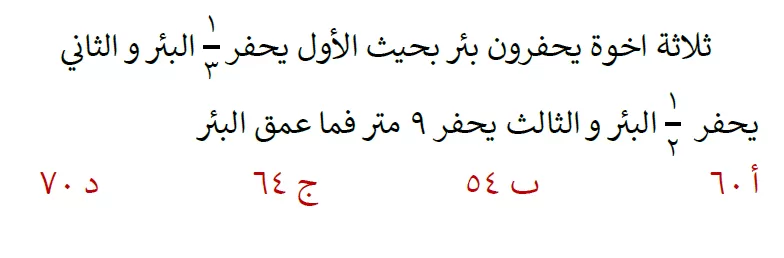 ثلاثة اخوة يحفرون بئر بحيث الأول يحفر ١/٣ البئر و الثاني
يحفر ١/٢ البئر و الثالث يحفر ٩ متر فما عمق البئر
أ ٦٠ ب ٥٤ ج ٦٤ د ٧٠